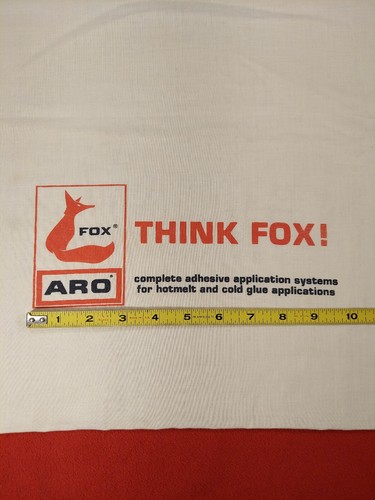 FOX®
THINK FOX!
ARO®
complete adhesive application systems
for hotmelt and cold glue applications
1 2 3 4 5 6 7 8 9 10